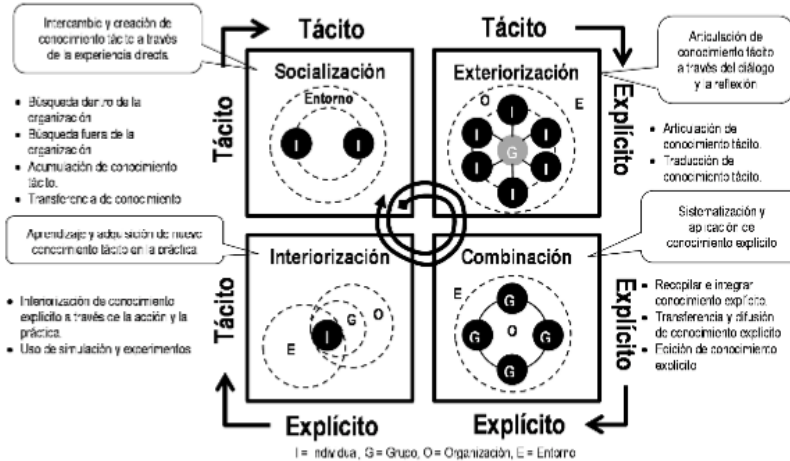 Intercambio y creación de
conocimiento tácito a través
de la experiencia directa.
Tácito
Tácito
Articulación de
conocimiento tácito
a través del diálogo
y la reflexión
Socialización
Entorno
I
I
Exteriorización
O
E
I
I
I
G
I
I
I
Tácito
Explícito
• Búsqueda dentro de la
organización
• Búsqueda fuera de la
organización
• Acumulación de conocimiento
tácito.
• Transferencia de conocimiento
• Articulación de
conocimiento tácito.
• Traducción de
conocimiento tácito.
Aprendizaje y adquisición de nuevo
conocimiento tácito en la práctica
Sistematización y
aplicación de
conocimiento explícito
Interiorización
E
I
G
O
Combinación
E
G
G
O
G
G
Tácito
Explícito
• Interiorización de conocimiento
explícito a través de la acción y la
práctica.
• Uso de simulación y experimentos
• Recopilar e integrar
conocimiento explícito.
• Transferencia y difusión
de conocimiento explícito
• Edición de conocimiento
explícito
Explícito
Explícito
I = Individua, G = Grupo, O = Organización, E = Entorno